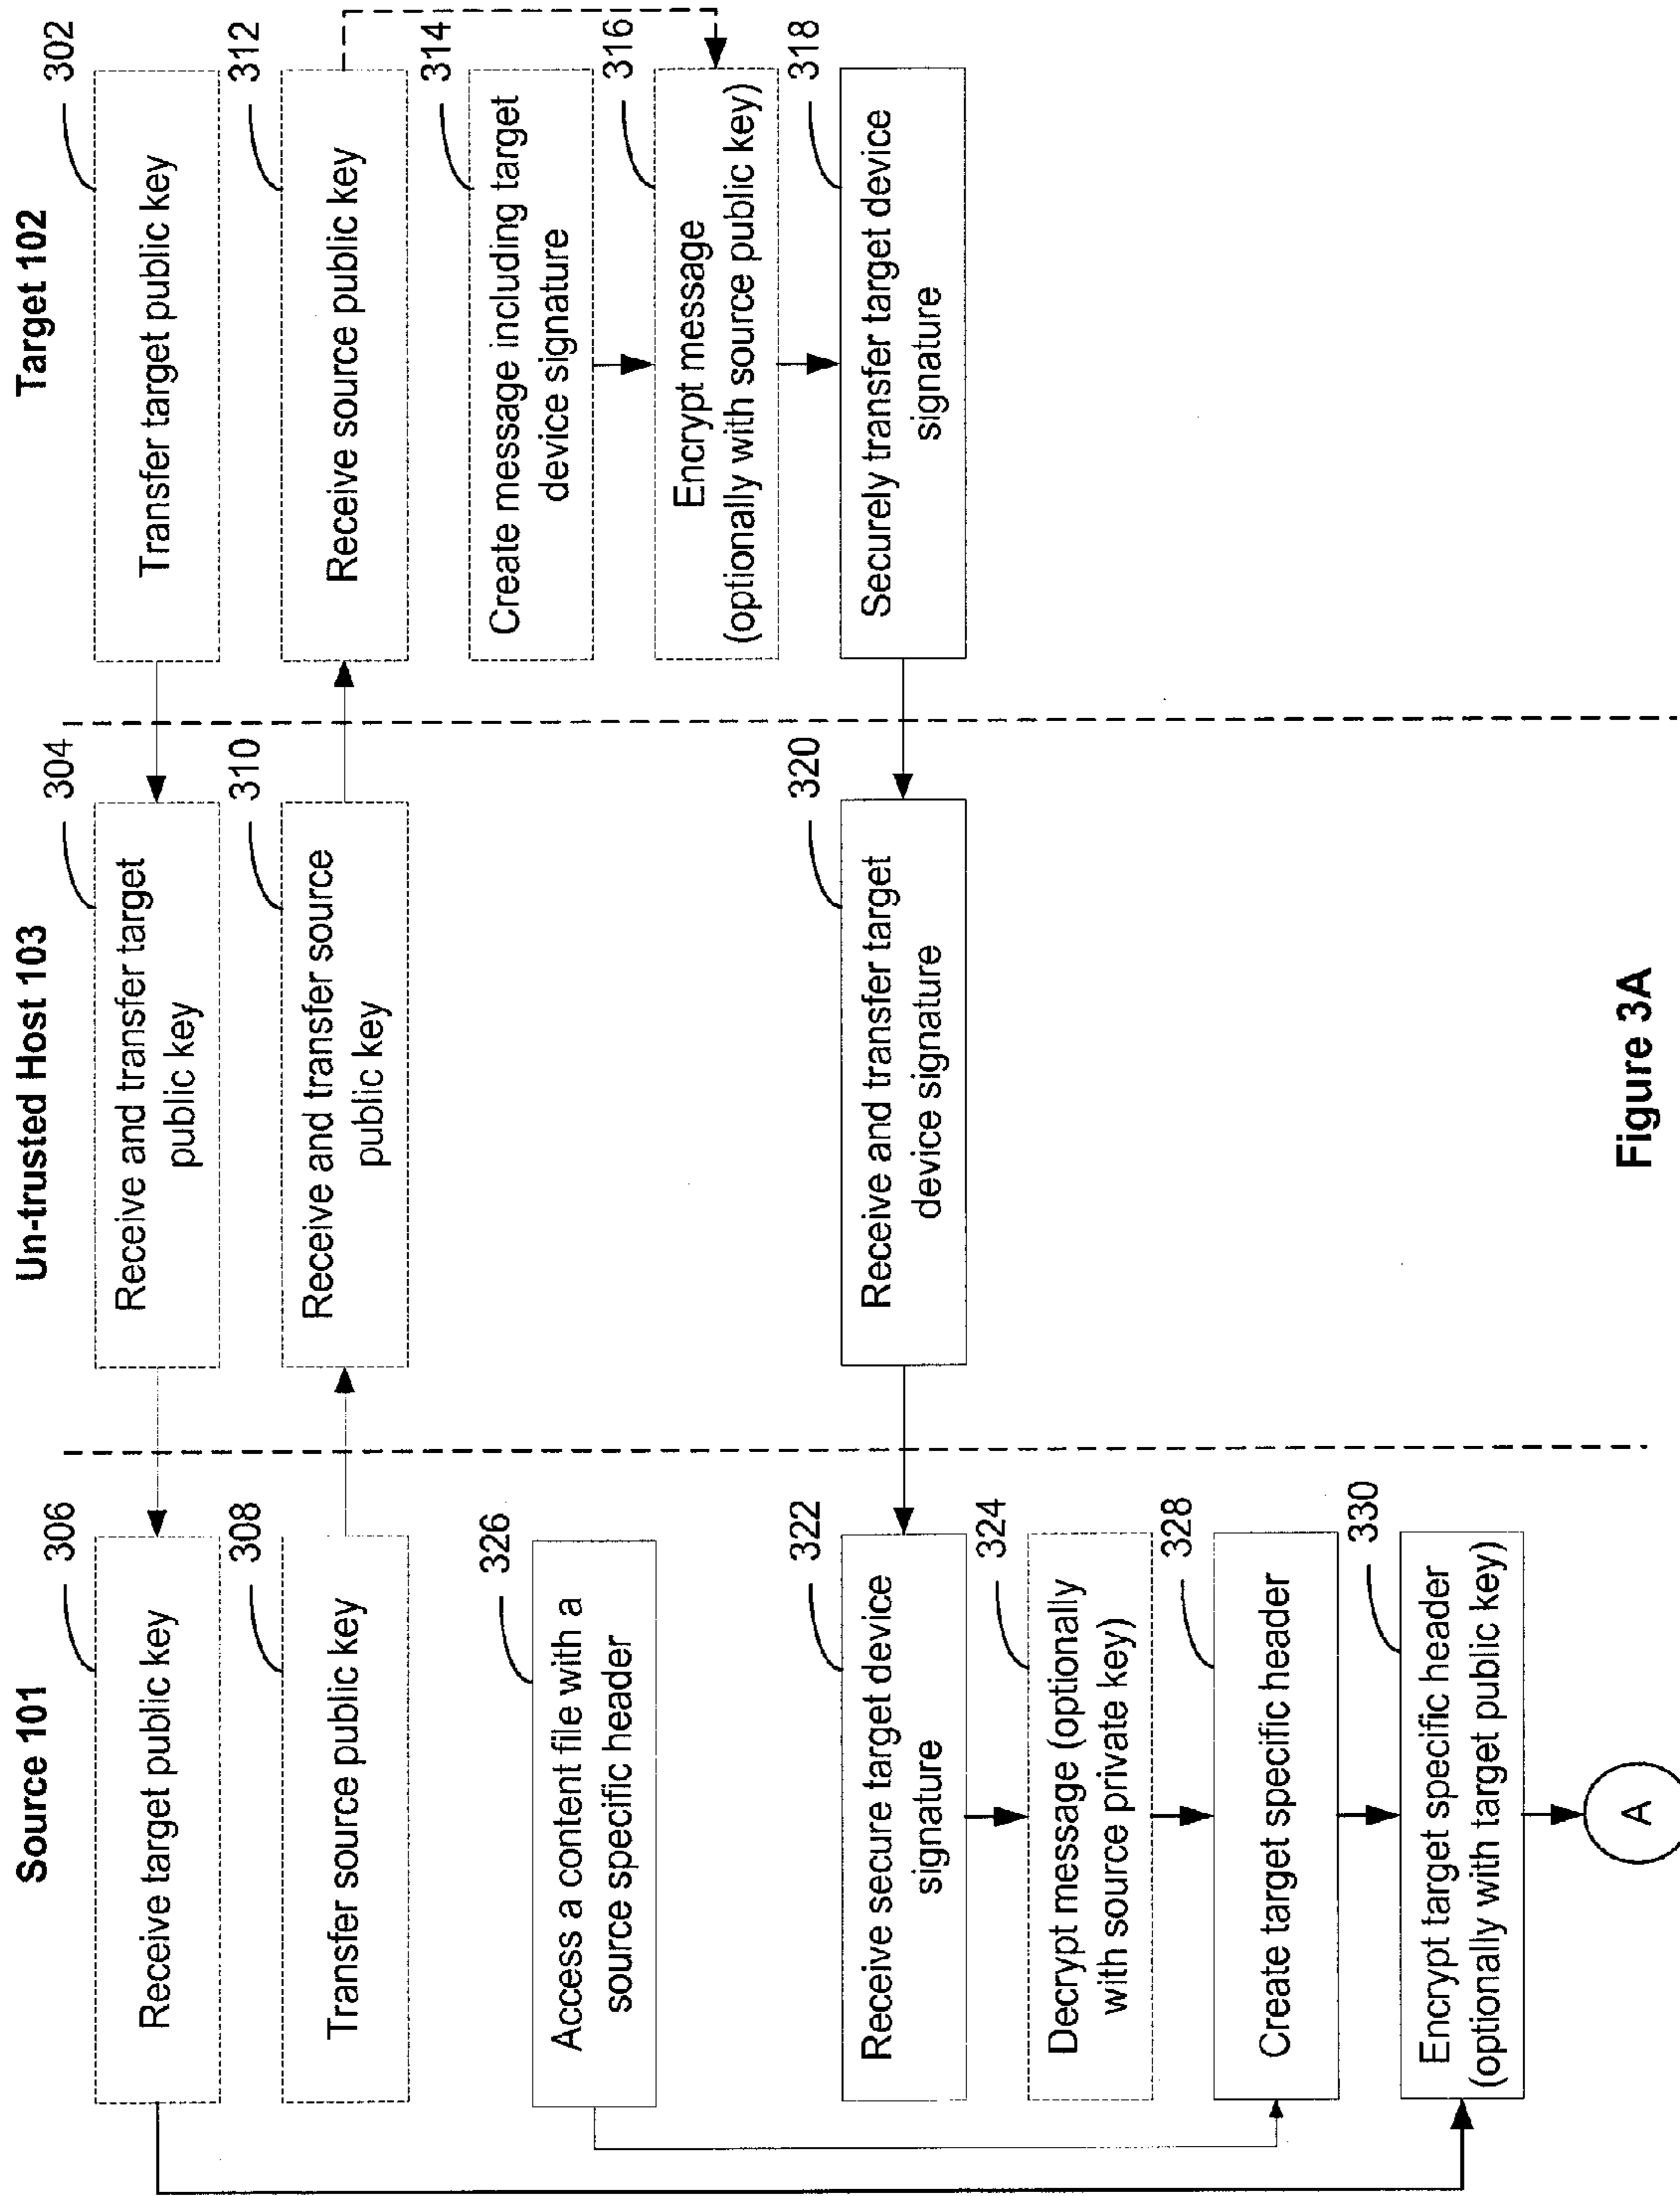 Source 101
Un-trusted Host 103
Target 102
306
Receive target public key
304
Receive and transfer target
public key
302
Transfer target public key
308
Transfer source public key
310
Receive and transfer source
public key
312
Receive source public key
326
Access a content file with a
source specific header
314
Create message including target
device signature
316
Encrypt message
(optionally with source public key)
322
Receive secure target device
signature
320
Receive and transfer target
device signature
318
Securely transfer target device
signature
324
Decrypt message (optionally
with source private key)
328
Create target specific header
330
Encrypt target specific header
(optionally with target public key)
A
Figure 3A